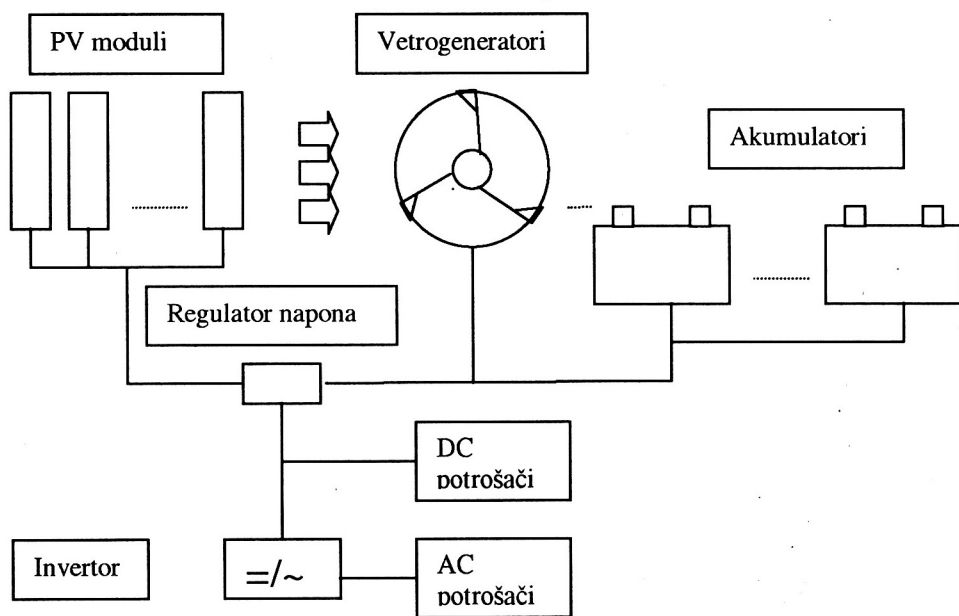 PV moduli
Vetrogeneratori
Akumulatori
Regulator napona
DC
potrošači
Invertor
=/~
AC
potrošači